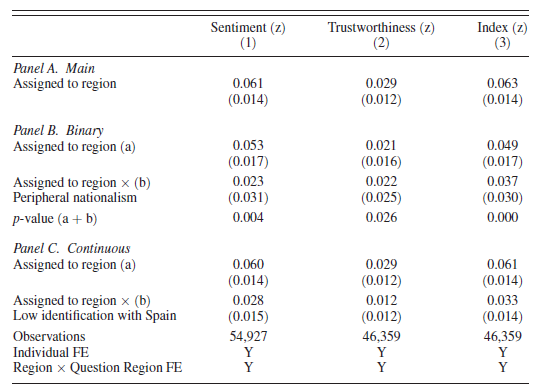 Sentiment (z) Trustworthiness (z) Index (z)
(1) (2) (3)
Panel A. Main
Assigned to region 0.061 0.029 0.063
(0.014) (0.012) (0.014)
Panel B. Binary
Assigned to region (a) 0.053 0.021 0.049
(0.017) (0.016) (0.017)
Assigned to region × (b) 0.023 0.022 0.037
Peripheral nationalism (0.031) (0.025) (0.030)
p-value (a + b) 0.004 0.026 0.000
Panel C. Continuous
Assigned to region (a) 0.060 0.029 0.061
(0.014) (0.012) (0.014)
Assigned to region × (b) 0.028 0.012 0.033
Low identification with Spain (0.015) (0.012) (0.014)
Observations 54,927 46,359 46,359
Individual FE Y Y Y
Region × Question Region FE Y Y Y